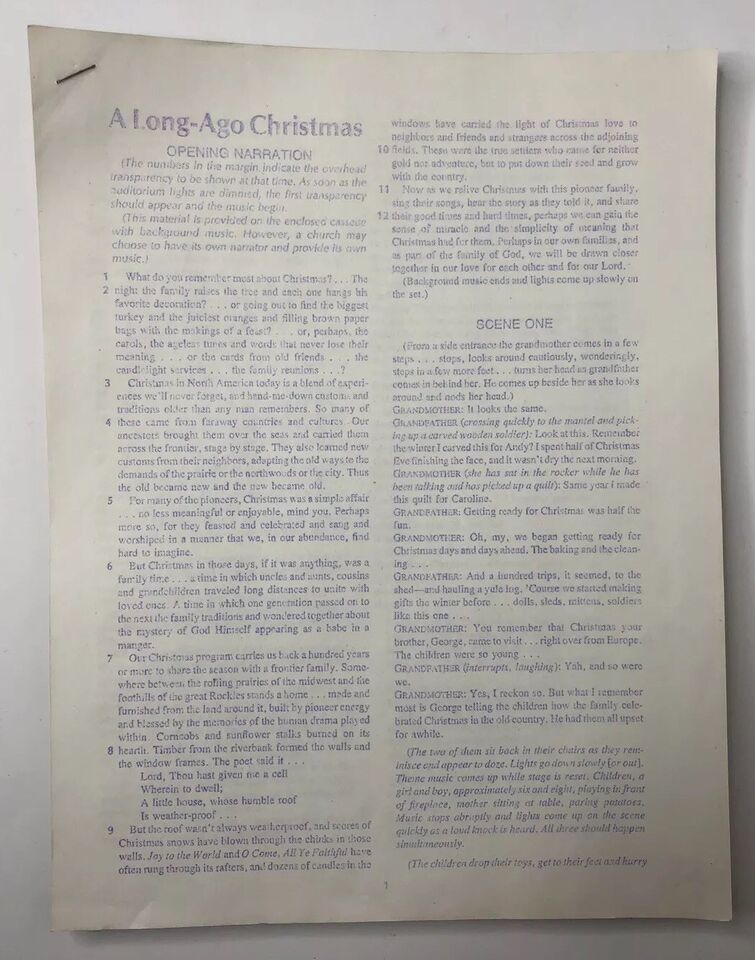 A Long-Ago Christmas
OPENING NARRATION
(The numbers in the margin indicate the overhead
transparency to be shown at that time. As soon as the
auditorium lights are dimmed, the first transparency
should appear and the music begin.
(This material is provided on the enclosed cassette
with background music. However, a church may
choose to have its own narrator and provide its own
music.)
1 What do you remember most about Christmas? . . . The
2 night the family raises the tree and each one hangs his
favorite decoration? . . . or going out to find the biggest
turkey and the juiciest oranges and filling brown paper
bags with the makings of a feast? . . . or, perhaps, the
carols, the ageless tunes and words that never lose their
meaning . . . or the cards from old friends . . . the
candlelight services . . . the family reunions . . .?
3 Christmas in North America today is a blend of experi-
ences we'll never forget, and hand-me-down customs and
traditions older than any man remembers. So many of
4 these came from faraway countries and cultures. Our
ancestors brought them over the seas and carried them
across the frontier, stage by stage. They also learned new
customs from their neighbors, adapting the old ways to the
demands of the prairie or the northwoods or the city. Thus
the old became new and the new became old.
5 For many of the pioneers, Christmas was a simple affair
. . . no less meaningful or enjoyable, mind you. Perhaps
more so, for they feasted and celebrated and sang and
worshiped in a manner that we, in our abundance, find
hard to imagine.
6 But Christmas in those days, if it was anything, was a
family time . . . a time in which uncles and aunts, cousins
and grandchildren traveled long distances to unite with
loved ones. A time in which one generation passed on to
the next the family traditions and wondered together about
the mystery of God Himself appearing as a babe in a
manger.
7 Our Christmas program carries us back a hundred years
or more to share the season with a frontier family. Some-
where between the rolling prairies of the midwest and the
foothills of the great Rockies stands a home . . . made and
furnished from the land around it, built by pioneer energy
and blessed by the memories of the human drama played
within. Corncobs and sunflower stalks burned on its
8 hearth. Timber from the riverbank formed the walls and
the window frames. The poet said it . . .
Lord, Thou hast given me a cell
Wherein to dwell;
A little house, whose humble roof
Is weather-proof . . .
9 But the roof wasn't always weatherproof, and scores of
Christmas snows have blown through the chinks in those
walls. Joy to the World and O Come, All Ye Faithful have
often rung through its rafters, and dozens of candles in the
windows have carried the light of Christmas love to
neighbors and friends and strangers across the adjoining
10 fields. These were the true settlers who came for neither
gold nor adventure, but to put down their seed and grow
with the country.
11 Now as we relive Christmas with this pioneer family,
sing their songs, hear the story as they told it, and share
12 their good times and hard times, perhaps we can gain the
sense of miracle and the simplicity of meaning that
Christmas had for them. Perhaps in our own families, and
as part of the family of God, we will be drawn closer
together in our love for each other and for our Lord.
(Background music ends and lights come up slowly on
the set.)
SCENE ONE
(From a side entrance the grandmother comes in a few
steps . . . stops, looks around cautiously, wonderingly,
steps in a few more feet . . . turns her head as grandfather
comes in behind her. He comes up beside her as she looks
around and nods her head.)
GRANDMOTHER: It looks the same.
GRANDFATHER (crossing quickly to the mantel and pick-
ing up a carved wooden soldier): Look at this. Remember
the winter I carved this for Andy? I spent half of Christmas
Eve finishing the face, and it wasn't dry the next morning.
GRANDMOTHER (she has sat in the rocker while he has
been talking and has picked up a quilt): Same year I made
this quilt for Caroline.
GRANDFATHER: Getting ready for Christmas was half the
fun.
GRANDMOTHER: Oh, my, we began getting ready for
Christmas days and days ahead. The baking and the clean-
ing . . .
GRANDFATHER: And a hundred trips, it seemed, to the
shed—and hauling a yule log. 'Course we started making
gifts the winter before . . . dolls, sleds, mittens, soldiers
like this one . . .
GRANDMOTHER: You remember that Christmas your
brother, George, came to visit . . . right over from Europe.
The children were so young . . .
GRANDFATHER (interrupts, laughing): Yah, and so were
we.
GRANDMOTHER: Yes, I reckon so. But what I remember
most is George telling the children how the family cele-
brated Christmas in the old country. He had them all upset
for awhile.
(The two of them sit back in their chairs as they rem-
inisce and appear to doze. Lights go down slowly [or out].
Theme music comes up while stage is reset. Children, a
girl and boy, approximately six and eight, playing in front
of fireplace, mother sitting at table, paring potatoes.
Music stops abruptly and lights come up on the scene
quickly as a loud knock is heard. All three should happen
simultaneously.
(The children drop their toys, get to their feet and hurry
1